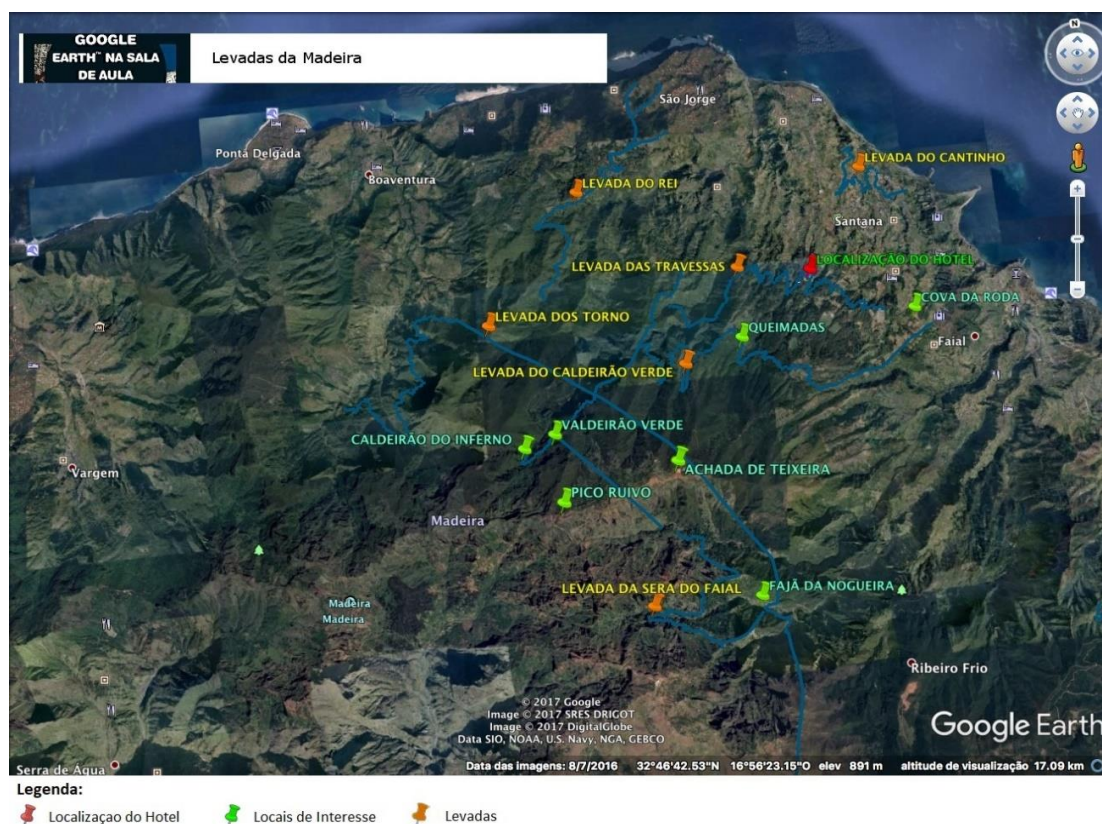 GOOGLE
EARTH™ NA SALA
DE AULA
Levadas da Madeira
N
São Jorge
Ponta Delgada
LEVADA DO CANTINHO
Boaventura
LEVADA DO REI
Santana
LEVADA DAS TRAVESSAS
LOCALIZAÇÃO DO HOTEL
COVA DA RODA
LEVADA DOS TORNO
QUEIMADAS
Faial
LEVADA DO CALDEIRÃO VERDE
VALDEIRÃO VERDE
CALDEIRÃO DO INFERNO
Vargem
ACHADA DE TEIXEIRA
PICO RUIVO
Madeira
LEVADA DA SERA DO FAIAL
FAJÃ DA NOGUEIRA
Madeira
Madeira
Ribeiro Frio
© 2017 Google
Image © 2017 SRES DRIGOT
Image © 2017 DigitalGlobe
Data SIO, NOAA, U.S. Navy, NGA, GEBCO
Google Earth
Serra de Água
Data das imagens: 8/7/2016 32°46'42.53"N 16°56'23.15"O elev 891 m altitude de visualização 17.09 km
Legenda:
Localizaçao do Hotel Locais de Interesse Levadas